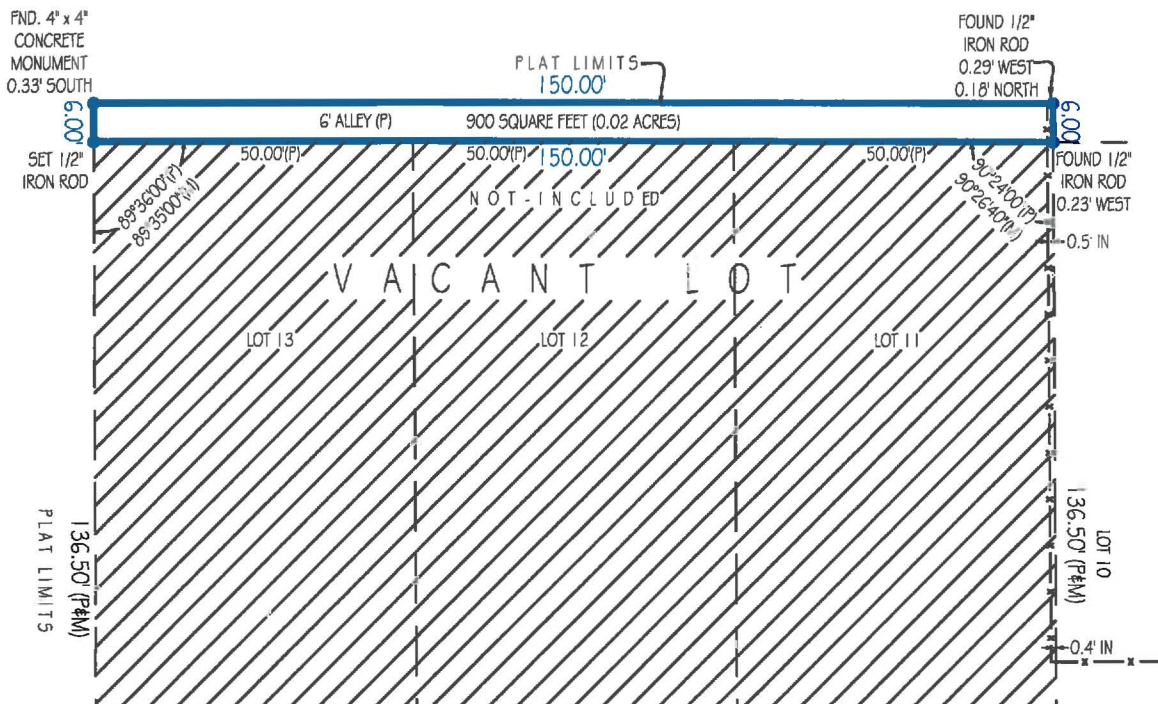 FND. 4" x 4"
CONCRETE
MONUMENT
0.33' SOUTH
FOUND 1/2"
IRON ROD
0.29' WEST
0.18' NORTH
PLAT LIMITS
150.00'
6.00'
6' ALLEY (P)
900 SQUARE FEET (0.02 ACRES)
6.00'
SET 1/2"
IRON ROD
50.00'(P)
50.00'(P)
150.00'
50.00'(P)
FOUND 1/2"
IRON ROD
0.23' WEST
89°36'00"(P)
89°35'00"(M)
90°24'00"(P)
90°26'40"(M)
NOT-INCLUDED
0.5' IN
VACANT LOT
LOT 13
LOT 12
LOT 11
PLAT LIMITS
136.50' (P&M)
136.50' (P&M)
LOT 10
0.4' IN